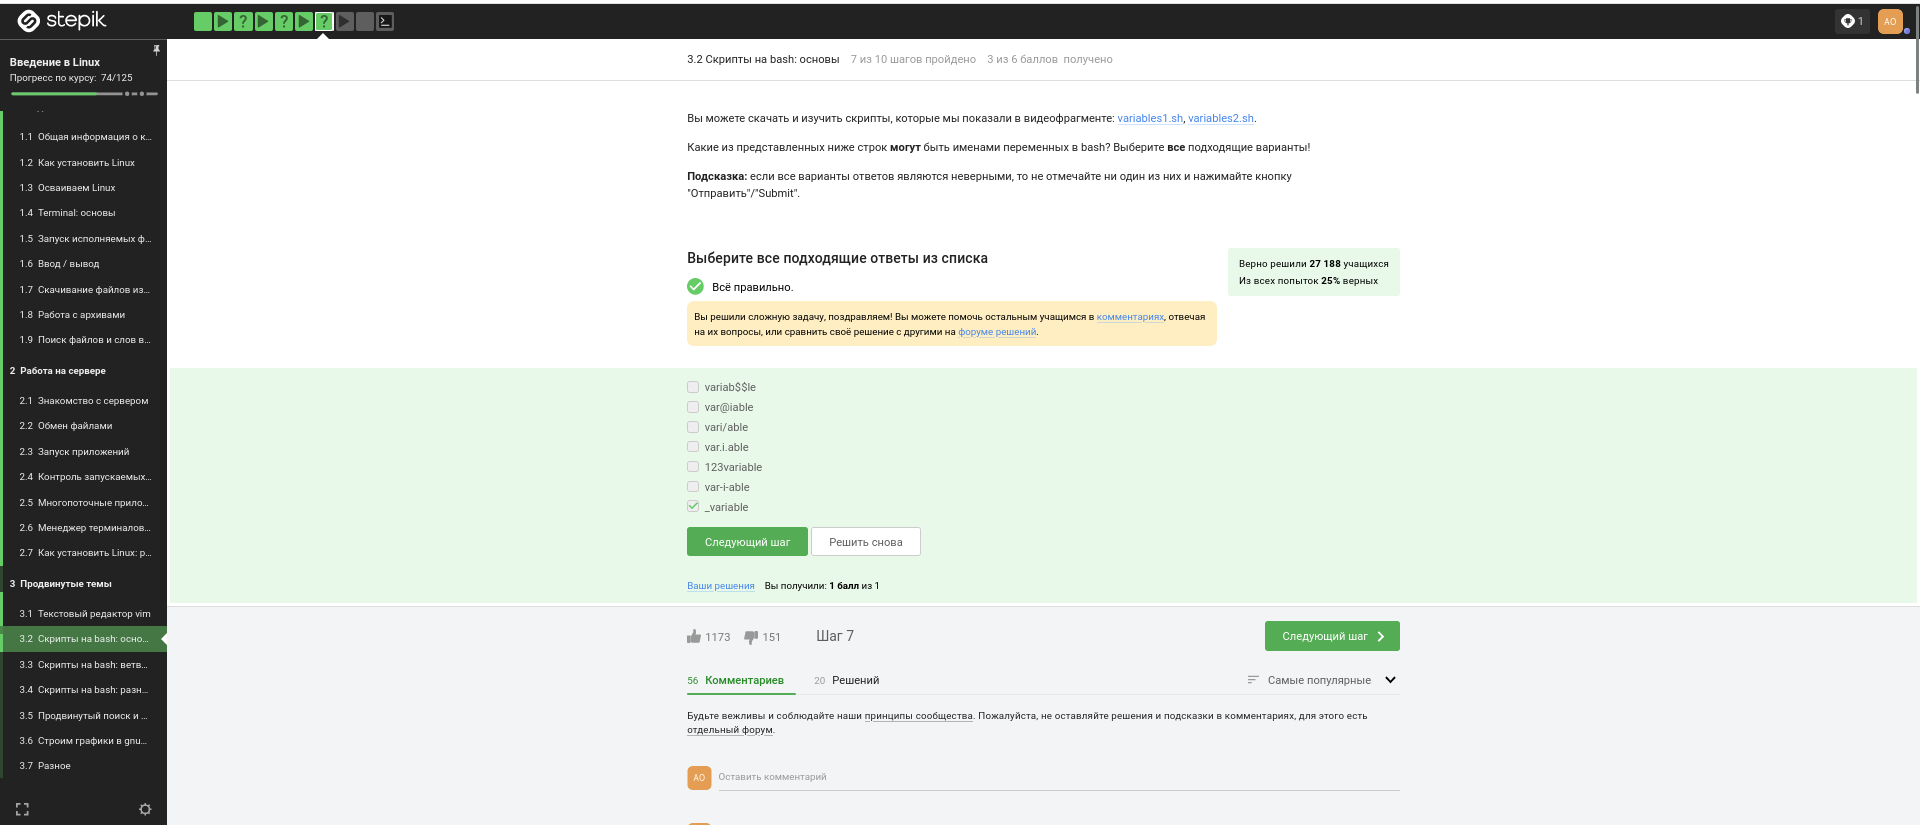 stepik
1
AO
Введение в Linux
Прогресс по курсу: 74/125
1.1 Общая информация о к...
1.2 Как установить Linux
1.3 Осваиваем Linux
1.4 Terminal: основы
1.5 Запуск исполняемых ф...
1.6 Ввод / вывод
1.7 Скачивание файлов из...
1.8 Работа с архивами
1.9 Поиск файлов и слов в...
2 Работа на сервере
2.1 Знакомство с сервером
2.2 Обмен файлами
2.3 Запуск приложений
2.4 Контроль запускаемых...
2.5 Многопоточные прило...
2.6 Менеджер терминалов...
2.7 Как установить Linux: р...
3 Продвинутые темы
3.1 Текстовый редактор vim
3.2 Скрипты на bash: осно...
3.3 Скрипты на bash: ветв...
3.4 Скрипты на bash: разн...
3.5 Продвинутый поиск и ...
3.6 Строим графики в gnu...
3.7 Разное
3.2 Скрипты на bash: основы 7 из 10 шагов пройдено 3 из 6 баллов получено
Вы можете скачать и изучить скрипты, которые мы показали в видеофрагменте: variables1.sh, variables2.sh.
Какие из представленных ниже строк могут быть именами переменных в bash? Выберите все подходящие варианты!
Подсказка: если все варианты ответов являются неверными, то не отмечайте ни один из них и нажимайте кнопку
"Отправить"/"Submit".
Выберите все подходящие ответы из списка
Всё правильно.
Верно решили 27 188 учащихся
Из всех попыток 25% верных
Вы решили сложную задачу, поздравляем! Вы можете помочь остальным учащимся в комментариях, отвечая
на их вопросы, или сравнить своё решение с другими на форуме решений.
variab$$le
var@iable
vari/able
var.i.able
123variable
var-i-able
_variable
Следующий шаг Решить снова
Ваши решения Вы получили: 1 балл из 1
1173 151 Шаг 7 Следующий шаг
56 Комментариев 20 Решений Самые популярные
Будьте вежливы и соблюдайте наши принципы сообщества. Пожалуйста, не оставляйте решения и подсказки в комментариях, для этого есть
отдельный форум.
AO Оставить комментарий